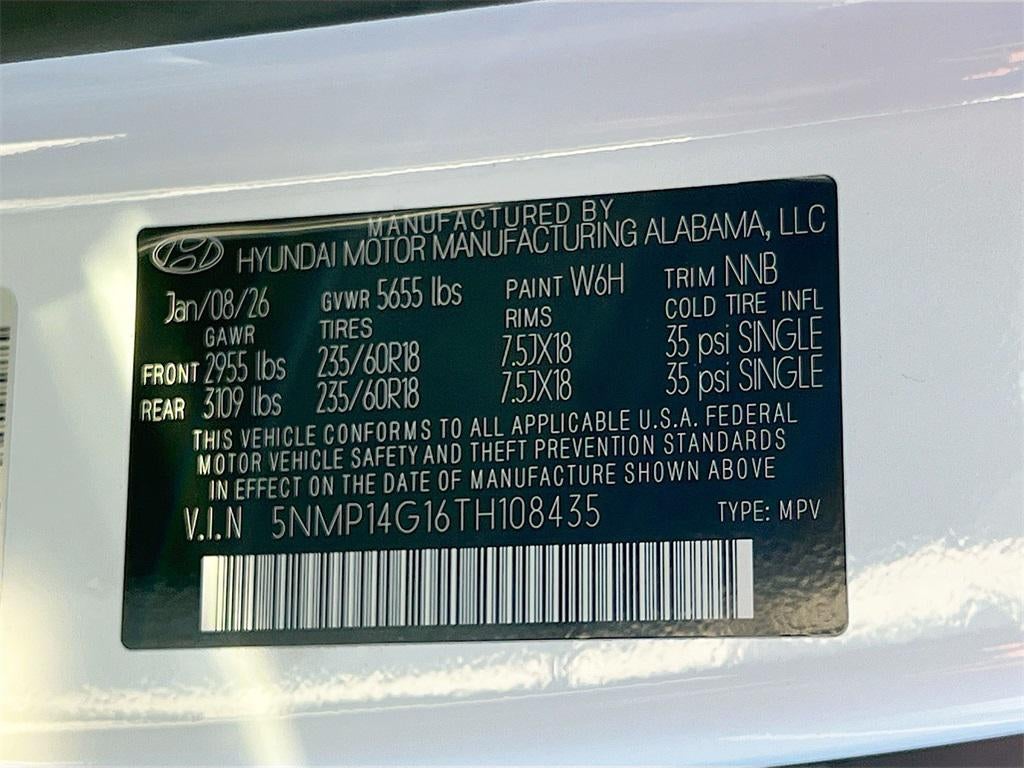 MANUFACTURED BY
HYUNDAI MOTOR MANUFACTURING ALABAMA, LLC
Jan/08/26 GVWR 5655 lbs PAINT W6H TRIM NNB
GAWR TIRES RIMS COLD TIRE INFL
FRONT 2955 lbs 235/60R18 7.5JX18 35 psi SINGLE
REAR 3109 lbs 235/60R18 7.5JX18 35 psi SINGLE
THIS VEHICLE CONFORMS TO ALL APPLICABLE U.S.A. FEDERAL
MOTOR VEHICLE SAFETY AND THEFT PREVENTION STANDARDS
IN EFFECT ON THE DATE OF MANUFACTURE SHOWN ABOVE
V.I.N 5NMP14G16TH108435 TYPE: MPV